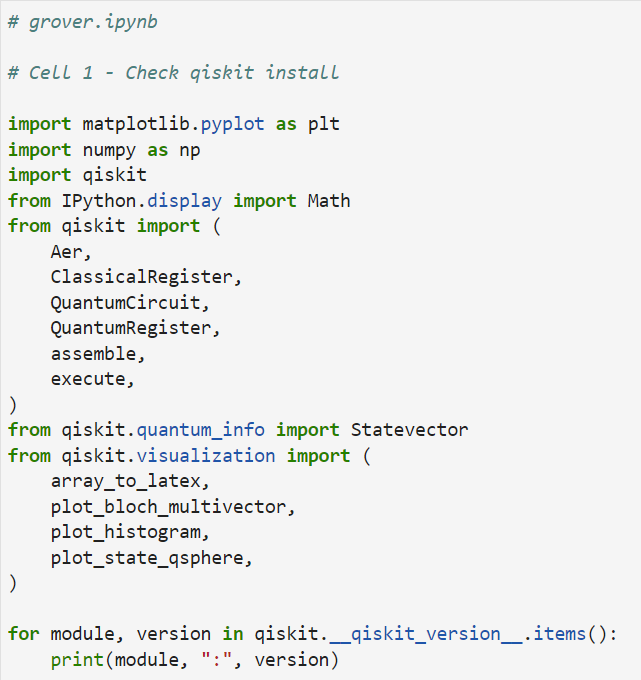 # grover.ipynb
# Cell 1 - Check qiskit install
import matplotlib.pyplot as plt
import numpy as np
import qiskit
from IPython.display import Math
from qiskit import (
    Aer,
    ClassicalRegister,
    QuantumCircuit,
    QuantumRegister,
    assemble,
    execute,
)
from qiskit.quantum_info import Statevector
from qiskit.visualization import (
    array_to_latex,
    plot_bloch_multivector,
    plot_histogram,
    plot_state_qsphere,
)
for module, version in qiskit.__qiskit_version__.items():
    print(module, ":", version)